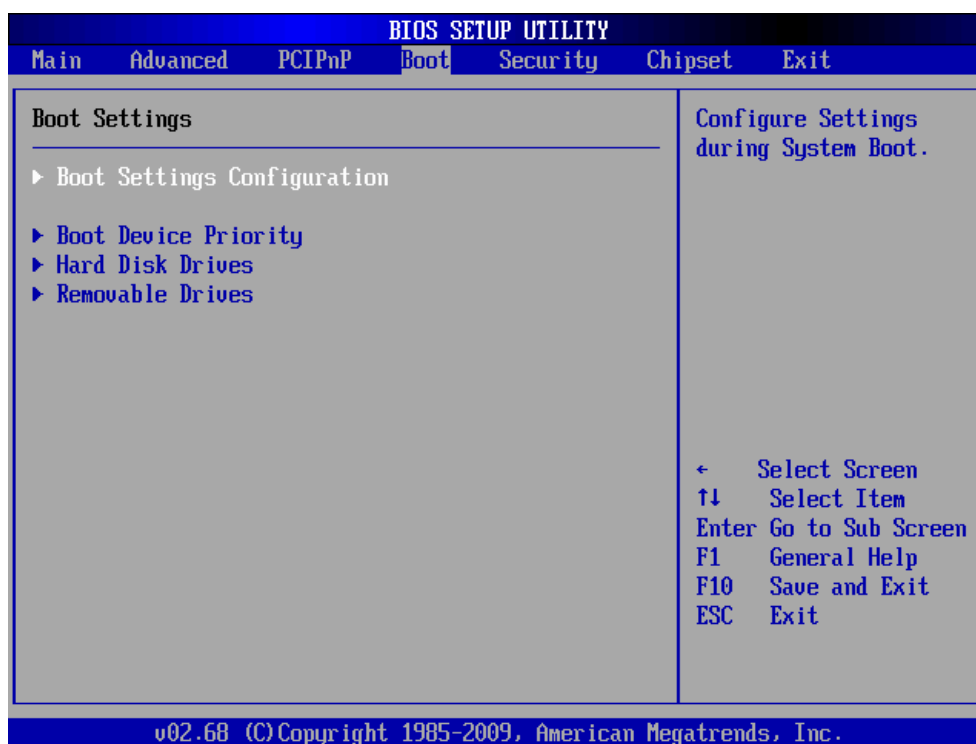 BIOS SETUP UTILITY
Main Advanced PCIPnP Boot Security Chipset Exit
Boot Settings
▶ Boot Settings Configuration
▶ Boot Device Priority
▶ Hard Disk Drives
▶ Removable Drives
Configure Settings
during System Boot.
← Select Screen
↑↓ Select Item
Enter Go to Sub Screen
F1 General Help
F10 Save and Exit
ESC Exit
v02.68 (C)Copyright 1985-2009, American Megatrends, Inc.